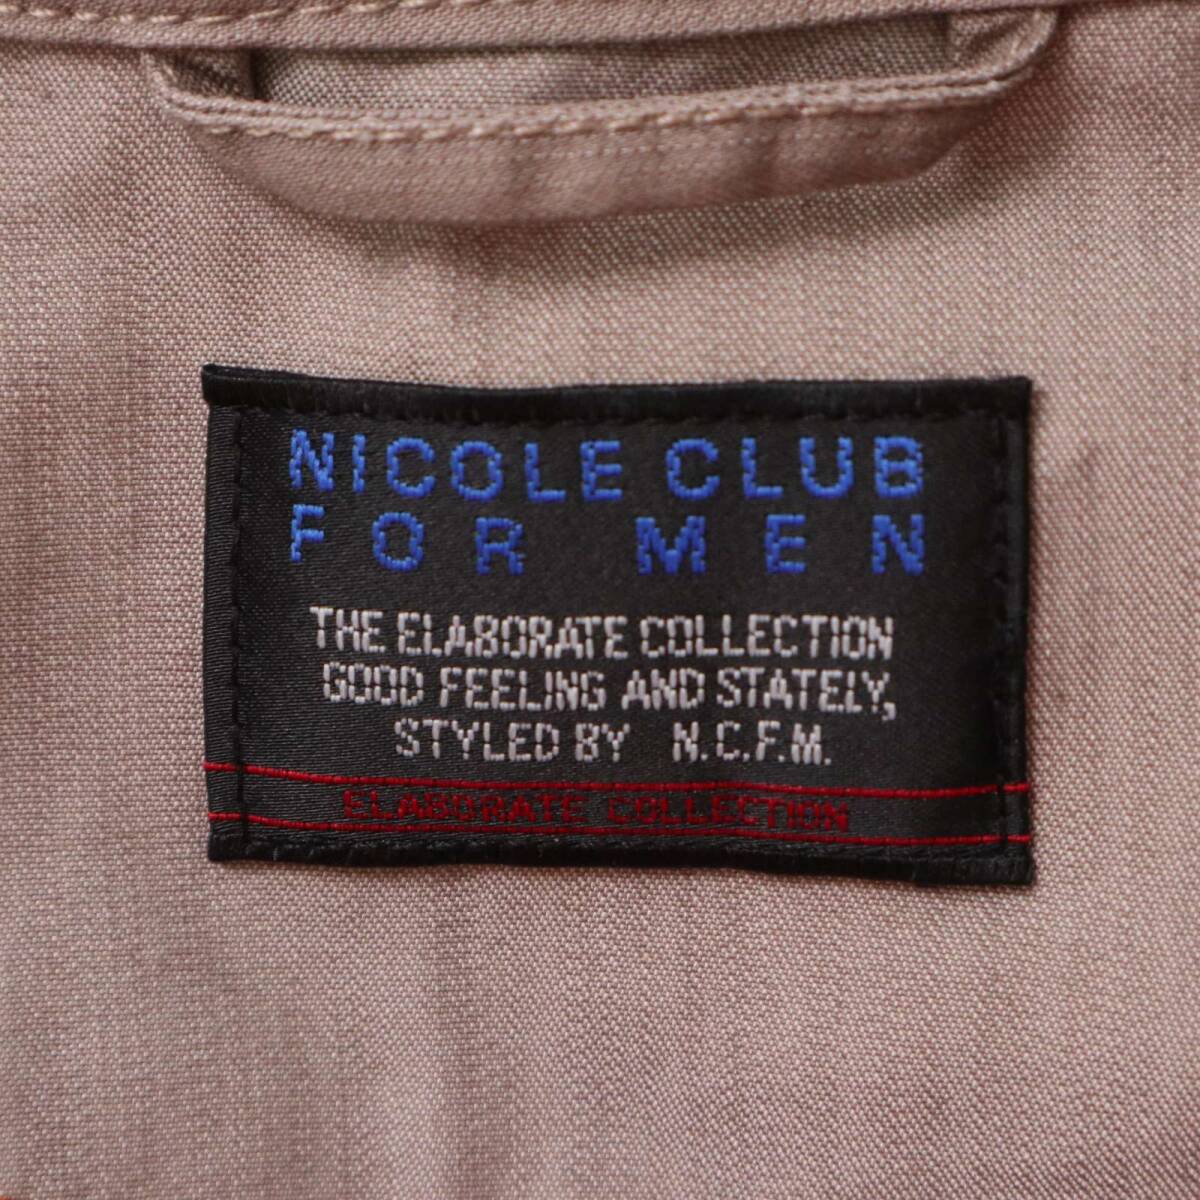 NICOLE CLUB
FOR MEN
THE ELABORATE COLLECTION
GOOD FEELING AND STATELY,
STYLED BY N.C.F.M.
ELABORATE COLLECTION